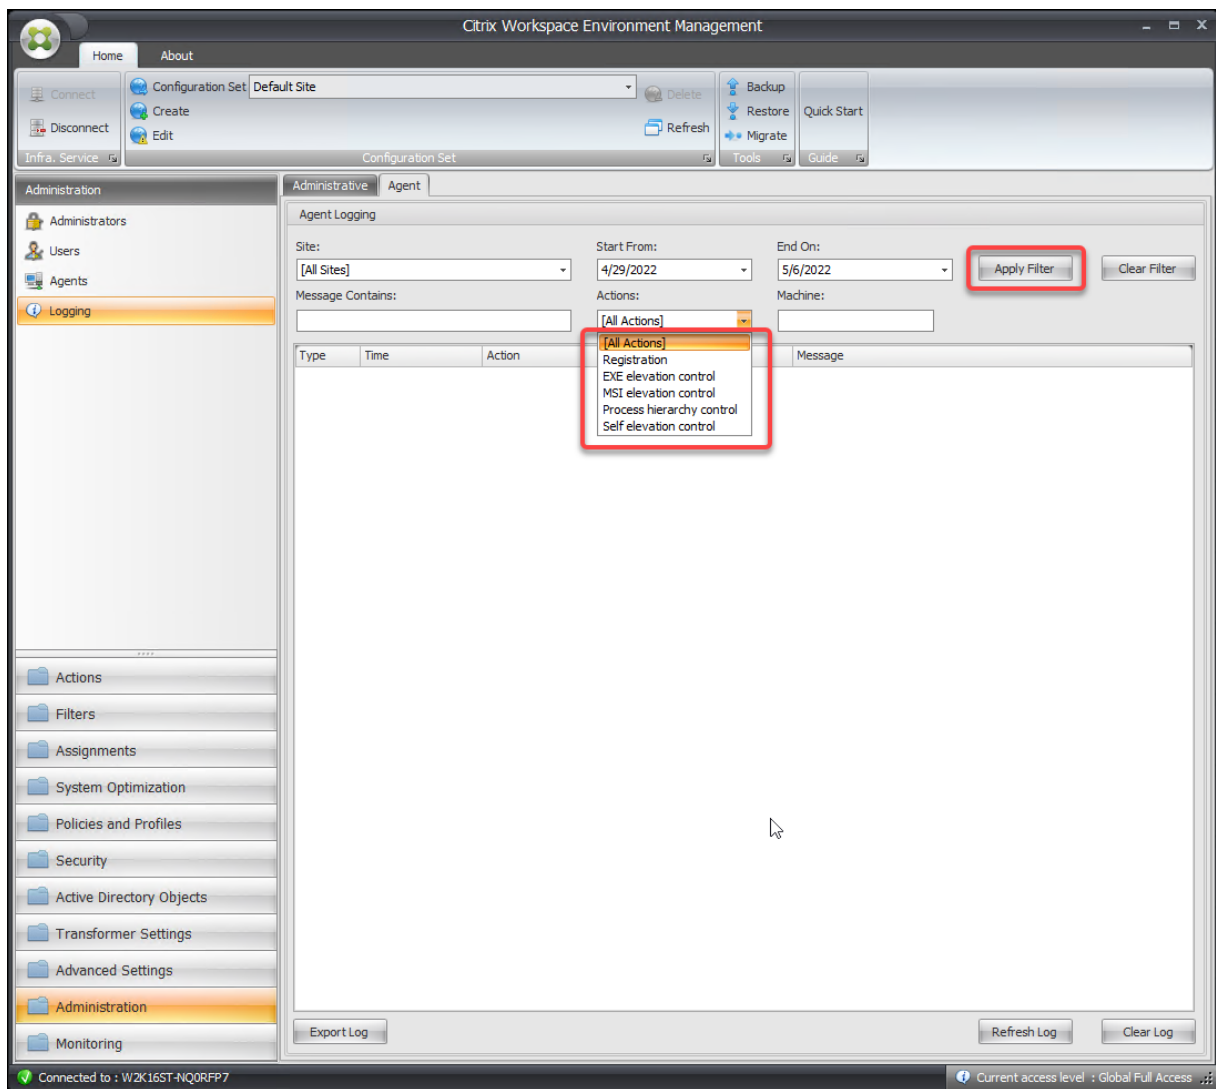 Citrix Workspace Environment Management
Home About
Connect
Disconnect
Infra. Service
Configuration Set Default Site
Create
Edit
Delete
Refresh
Configuration Set
Backup
Restore
Migrate
Tools
Quick Start
Guide
Administration
Administrators
Users
Agents
Logging
Actions
Filters
Assignments
System Optimization
Policies and Profiles
Security
Active Directory Objects
Transformer Settings
Advanced Settings
Administration
Monitoring
Administrative Agent
Agent Logging
Site: Start From: End On:
[All Sites] 4/29/2022 5/6/2022 Apply Filter Clear Filter
Message Contains: Actions: Machine:
[All Actions]
[All Actions]
Registration
EXE elevation control
MSI elevation control
Process hierarchy control
Self elevation control
Type Time Action Message
Export Log Refresh Log Clear Log
Connected to : W2K16ST-NQ0RFP7 Current access level : Global Full Access